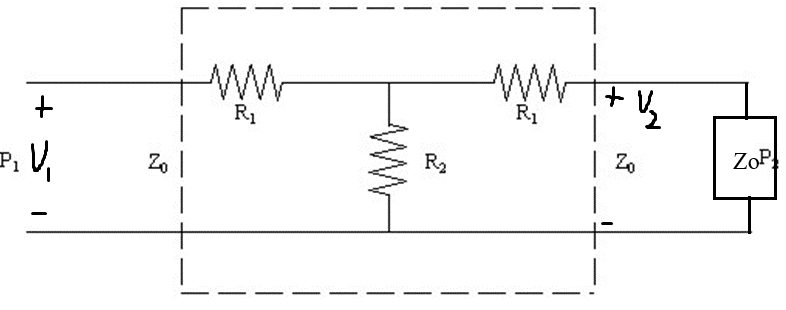 R₁
R₁
+
+ V₂
P₁ V₁
Z₀
R₂
Z₀
ZoP₂
-
-